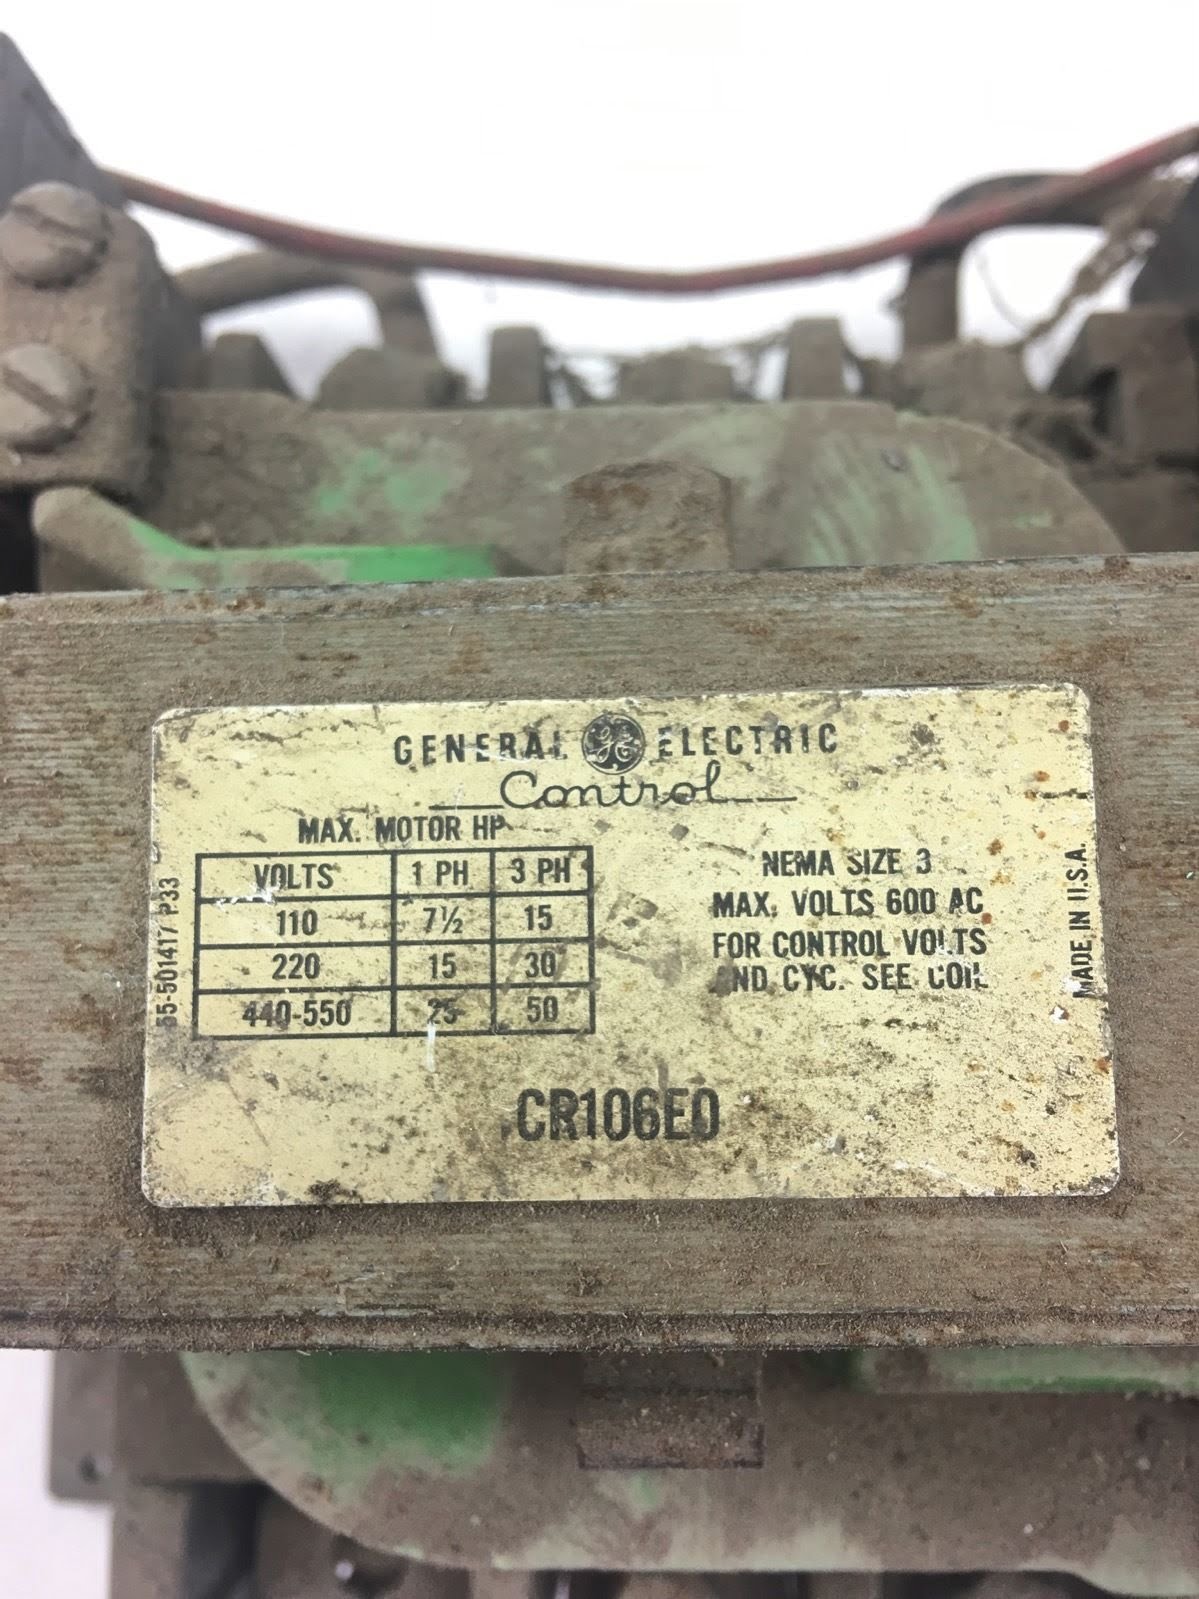 GENERAL GE ELECTRIC
Control
MAX. MOTOR HP
VOLTS 1 PH 3 PH
110 7½ 15
220 15 30
440-550 25 50
NEMA SIZE 3
MAX. VOLTS 600 AC
FOR CONTROL VOLTS
AND CYC. SEE COIL
CR106E0
55-501417 P.33
MADE IN U.S.A.